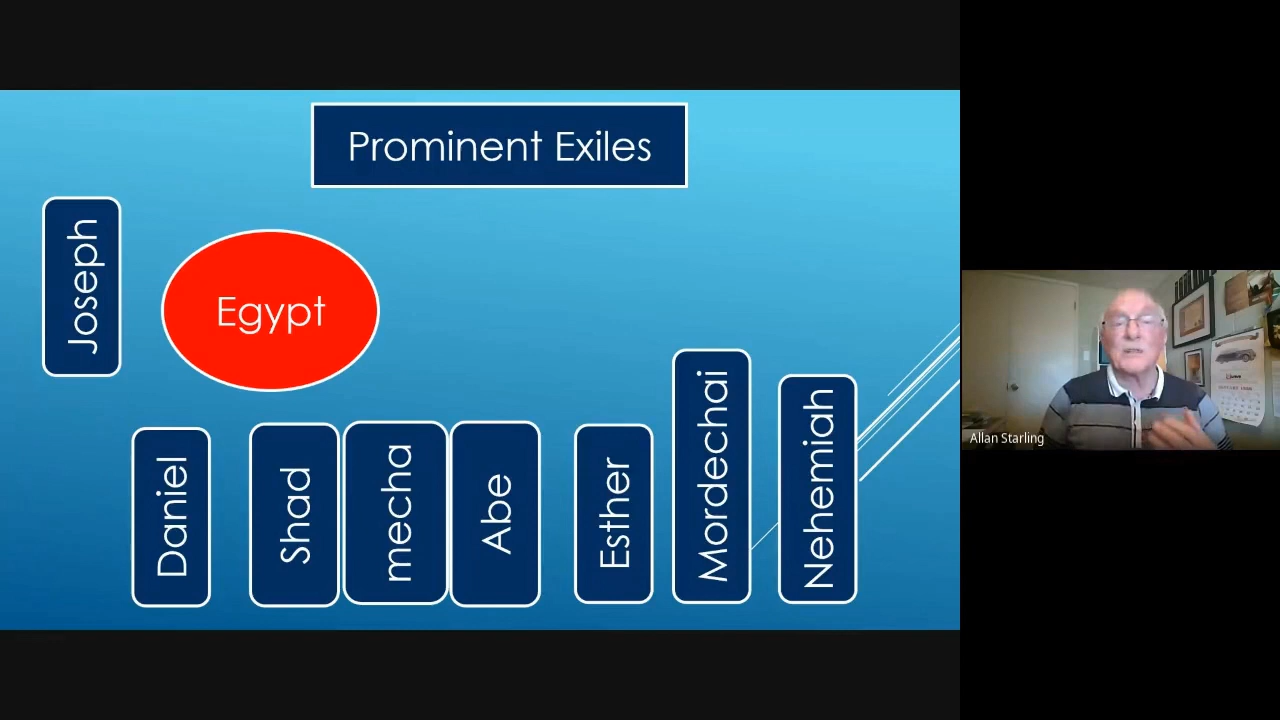 Prominent Exiles
Joseph
Egypt
Daniel
Shad
mecha
Abe
Esther
Mordechai
Nehemiah
Allan Starling